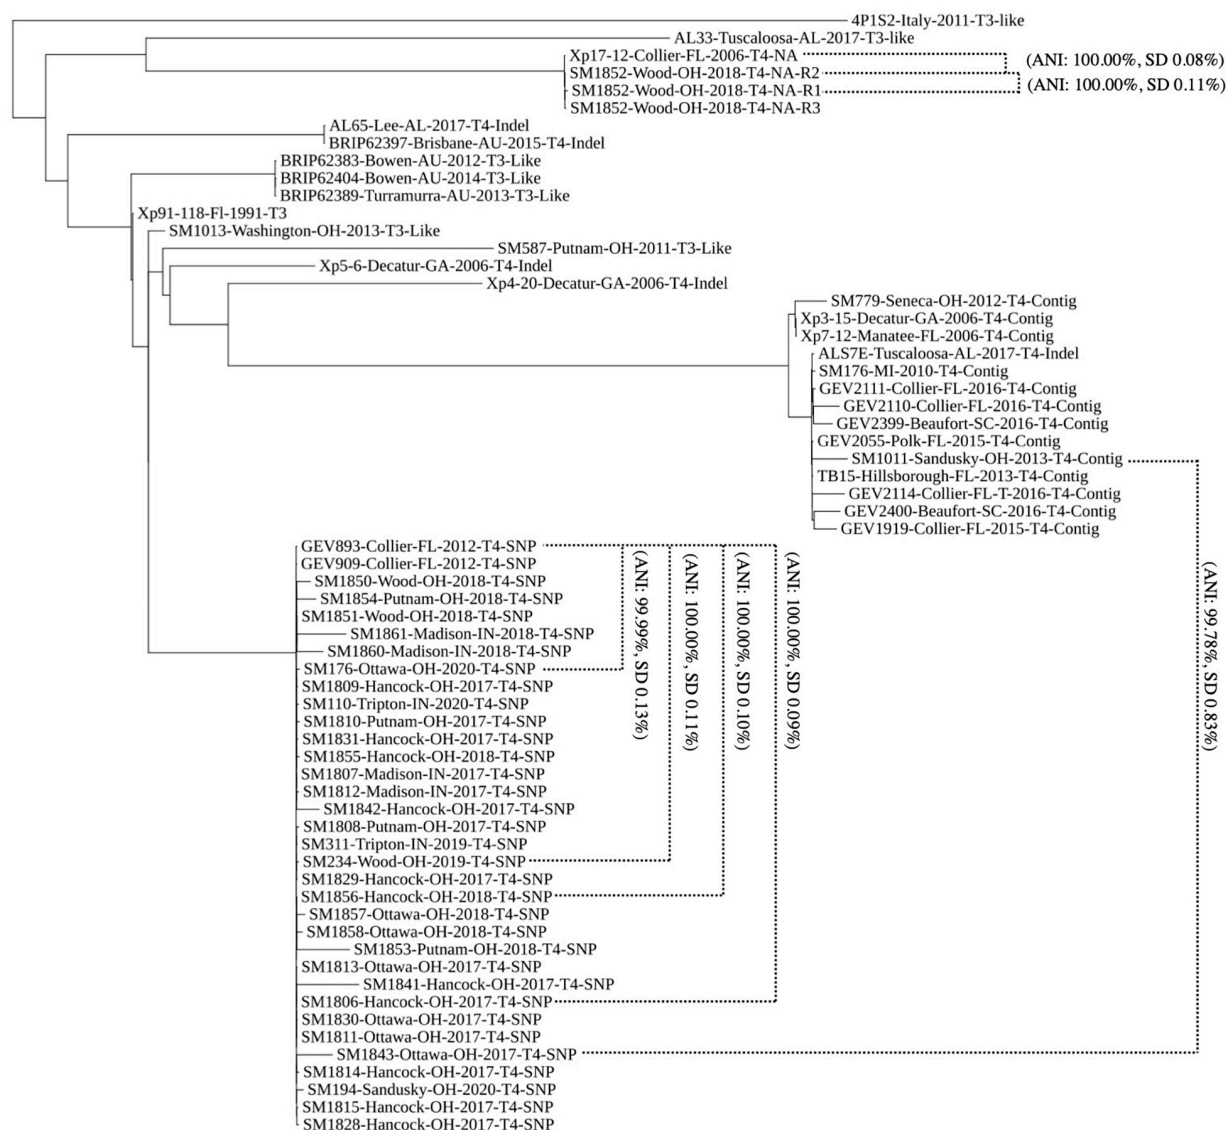 4P1S2-Italy-2011-T3-like
AL33-Tuscaloosa-AL-2017-T3-like
Xp17-12-Collier-FL-2006-T4-NA
(ANI: 100.00%, SD 0.08%)
SM1852-Wood-OH-2018-T4-NA-R2
(ANI: 100.00%, SD 0.11%)
SM1852-Wood-OH-2018-T4-NA-R1
SM1852-Wood-OH-2018-T4-NA-R3
AL65-Lee-AL-2017-T4-Indel
BRIP62397-Brisbane-AU-2015-T4-Indel
BRIP62383-Bowen-AU-2012-T3-Like
BRIP62404-Bowen-AU-2014-T3-Like
BRIP62389-Turramurra-AU-2013-T3-Like
Xp91-118-Fl-1991-T3
SM1013-Washington-OH-2013-T3-Like
SM587-Putnam-OH-2011-T3-Like
Xp5-6-Decatur-GA-2006-T4-Indel
Xp4-20-Decatur-GA-2006-T4-Indel
SM779-Seneca-OH-2012-T4-Contig
Xp3-15-Decatur-GA-2006-T4-Contig
Xp7-12-Manatee-FL-2006-T4-Contig
ALS7E-Tuscaloosa-AL-2017-T4-Indel
SM176-MI-2010-T4-Contig
GEV2111-Collier-FL-2016-T4-Contig
GEV2110-Collier-FL-2016-T4-Contig
GEV2399-Beaufort-SC-2016-T4-Contig
GEV2055-Polk-FL-2015-T4-Contig
SM1011-Sandusky-OH-2013-T4-Contig
TB15-Hillsborough-FL-2013-T4-Contig
GEV2114-Collier-FL-T-2016-T4-Contig
GEV2400-Beaufort-SC-2016-T4-Contig
GEV1919-Collier-FL-2015-T4-Contig
GEV893-Collier-FL-2012-T4-SNP
GEV909-Collier-FL-2012-T4-SNP
SM1850-Wood-OH-2018-T4-SNP
SM1854-Putnam-OH-2018-T4-SNP
SM1851-Wood-OH-2018-T4-SNP
SM1861-Madison-IN-2018-T4-SNP
SM1860-Madison-IN-2018-T4-SNP
SM176-Ottawa-OH-2020-T4-SNP
SM1809-Hancock-OH-2017-T4-SNP
SM110-Tripton-IN-2020-T4-SNP
SM1810-Putnam-OH-2017-T4-SNP
SM1831-Hancock-OH-2017-T4-SNP
SM1855-Hancock-OH-2018-T4-SNP
SM1807-Madison-IN-2017-T4-SNP
SM1812-Madison-IN-2017-T4-SNP
SM1842-Hancock-OH-2017-T4-SNP
SM1808-Putnam-OH-2017-T4-SNP
SM311-Tripton-IN-2019-T4-SNP
SM234-Wood-OH-2019-T4-SNP
SM1829-Hancock-OH-2017-T4-SNP
SM1856-Hancock-OH-2018-T4-SNP
SM1857-Ottawa-OH-2018-T4-SNP
SM1858-Ottawa-OH-2018-T4-SNP
SM1853-Putnam-OH-2018-T4-SNP
SM1813-Ottawa-OH-2017-T4-SNP
SM1841-Hancock-OH-2017-T4-SNP
SM1806-Hancock-OH-2017-T4-SNP
SM1830-Ottawa-OH-2017-T4-SNP
SM1811-Ottawa-OH-2017-T4-SNP
SM1843-Ottawa-OH-2017-T4-SNP
SM1814-Hancock-OH-2017-T4-SNP
SM194-Sandusky-OH-2020-T4-SNP
SM1815-Hancock-OH-2017-T4-SNP
SM1828-Hancock-OH-2017-T4-SNP
(ANI: 99.99%, SD 0.13%)
(ANI: 100.00%, SD 0.11%)
(ANI: 100.00%, SD 0.10%)
(ANI: 100.00%, SD 0.09%)
(ANI: 99.78%, SD 0.83%)